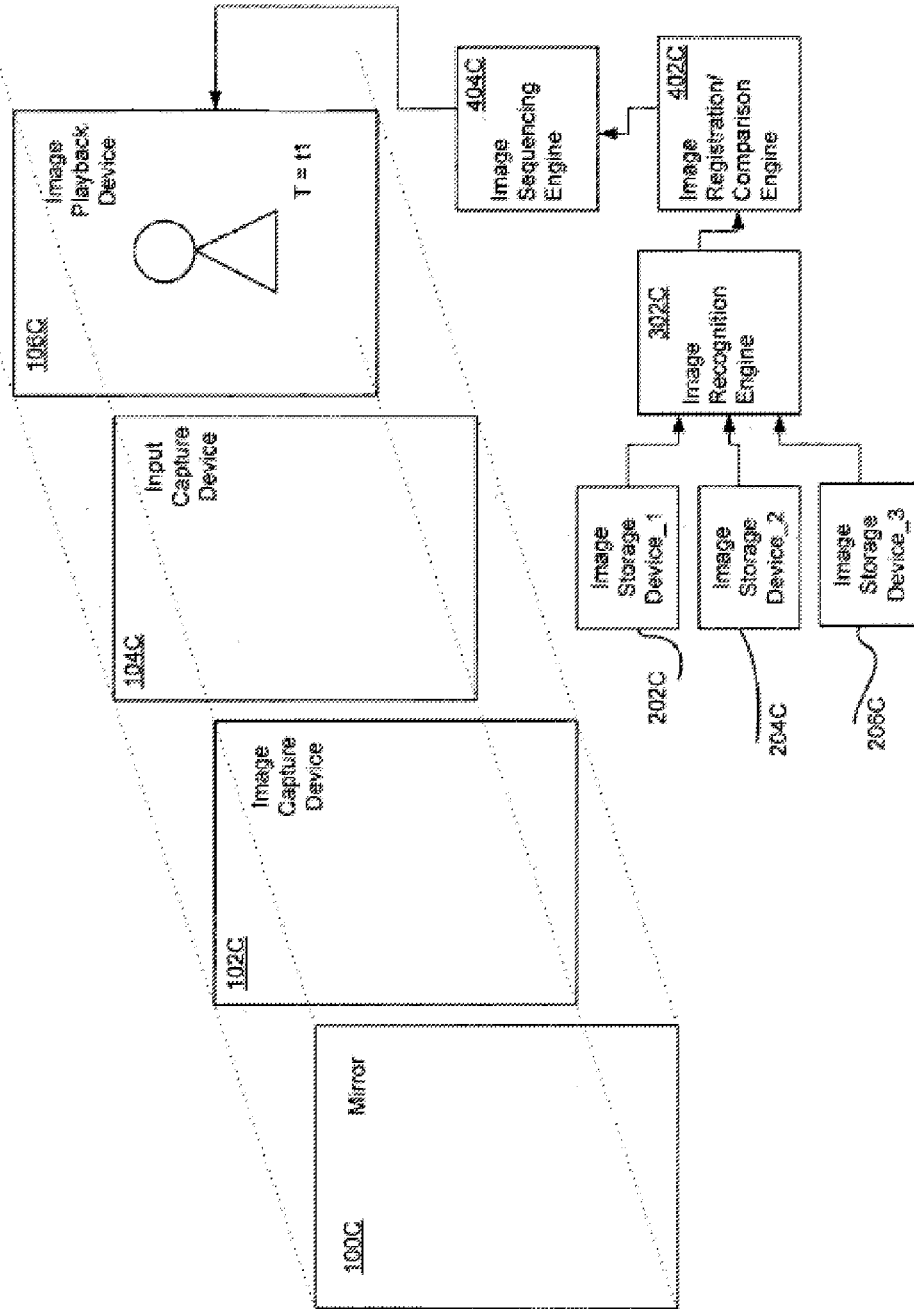 100C
Mirror
102C
Image
Capture
Device
104C
Input
Capture
Device
106C
Image
Playback
Device
T = t1
202C
Image
Storage
Device_1
204C
Image
Storage
Device_2
206C
Image
Storage
Device_3
302C
Image
Recognition
Engine
402C
Image
Registration/
Comparison
Engine
404C
Image
Sequencing
Engine